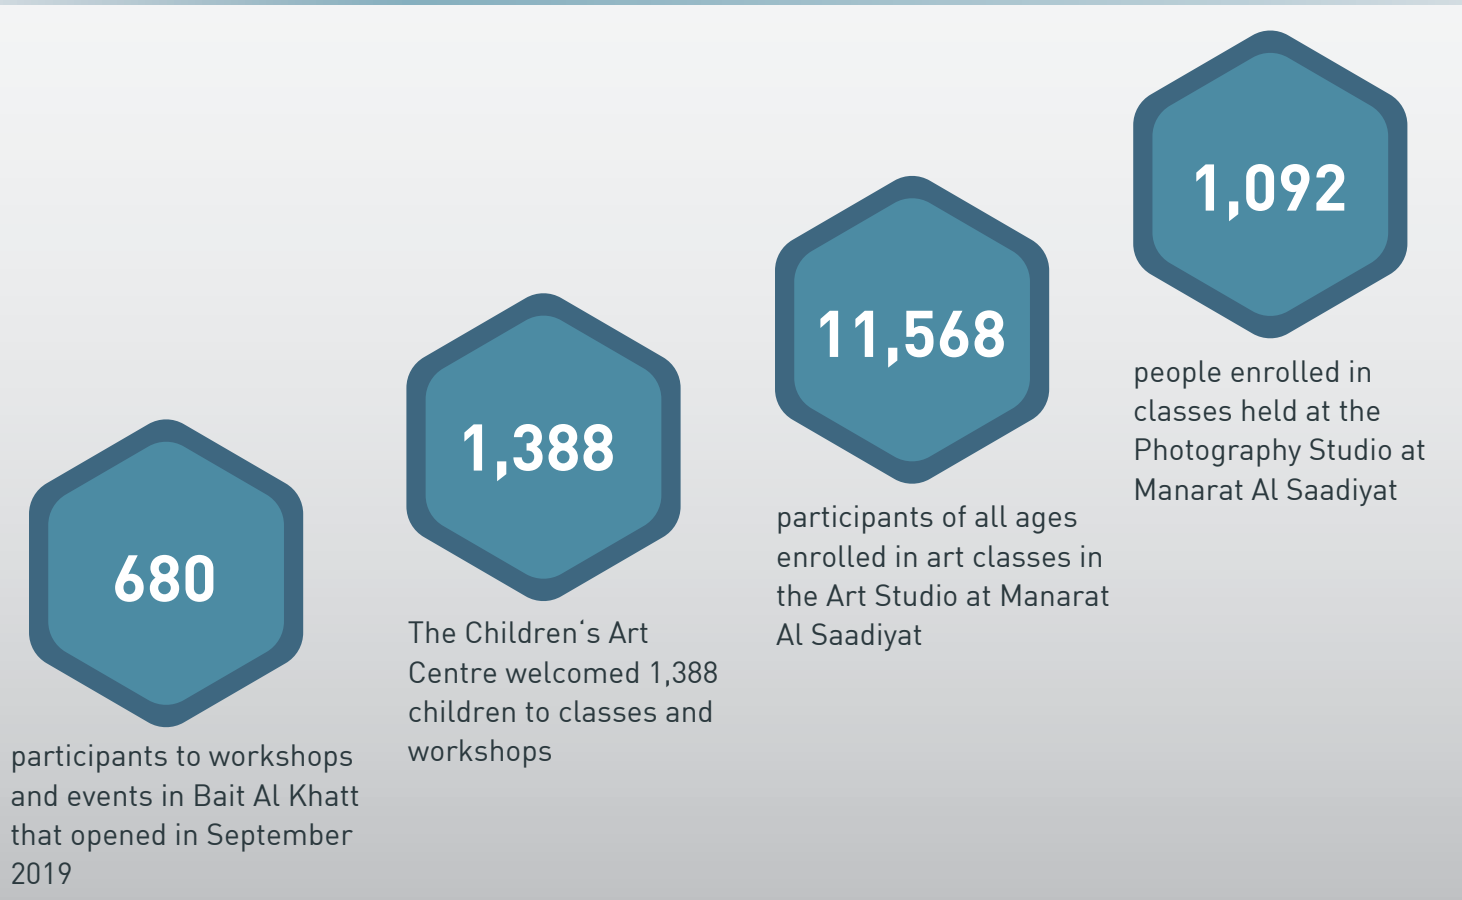 680
participants to workshops
and events in Bait Al Khatt
that opened in September
2019
1,388
The Children‘s Art
Centre welcomed 1,388
children to classes and
workshops
11,568
participants of all ages
enrolled in art classes in
the Art Studio at Manarat
Al Saadiyat
1,092
people enrolled in
classes held at the
Photography Studio at
Manarat Al Saadiyat